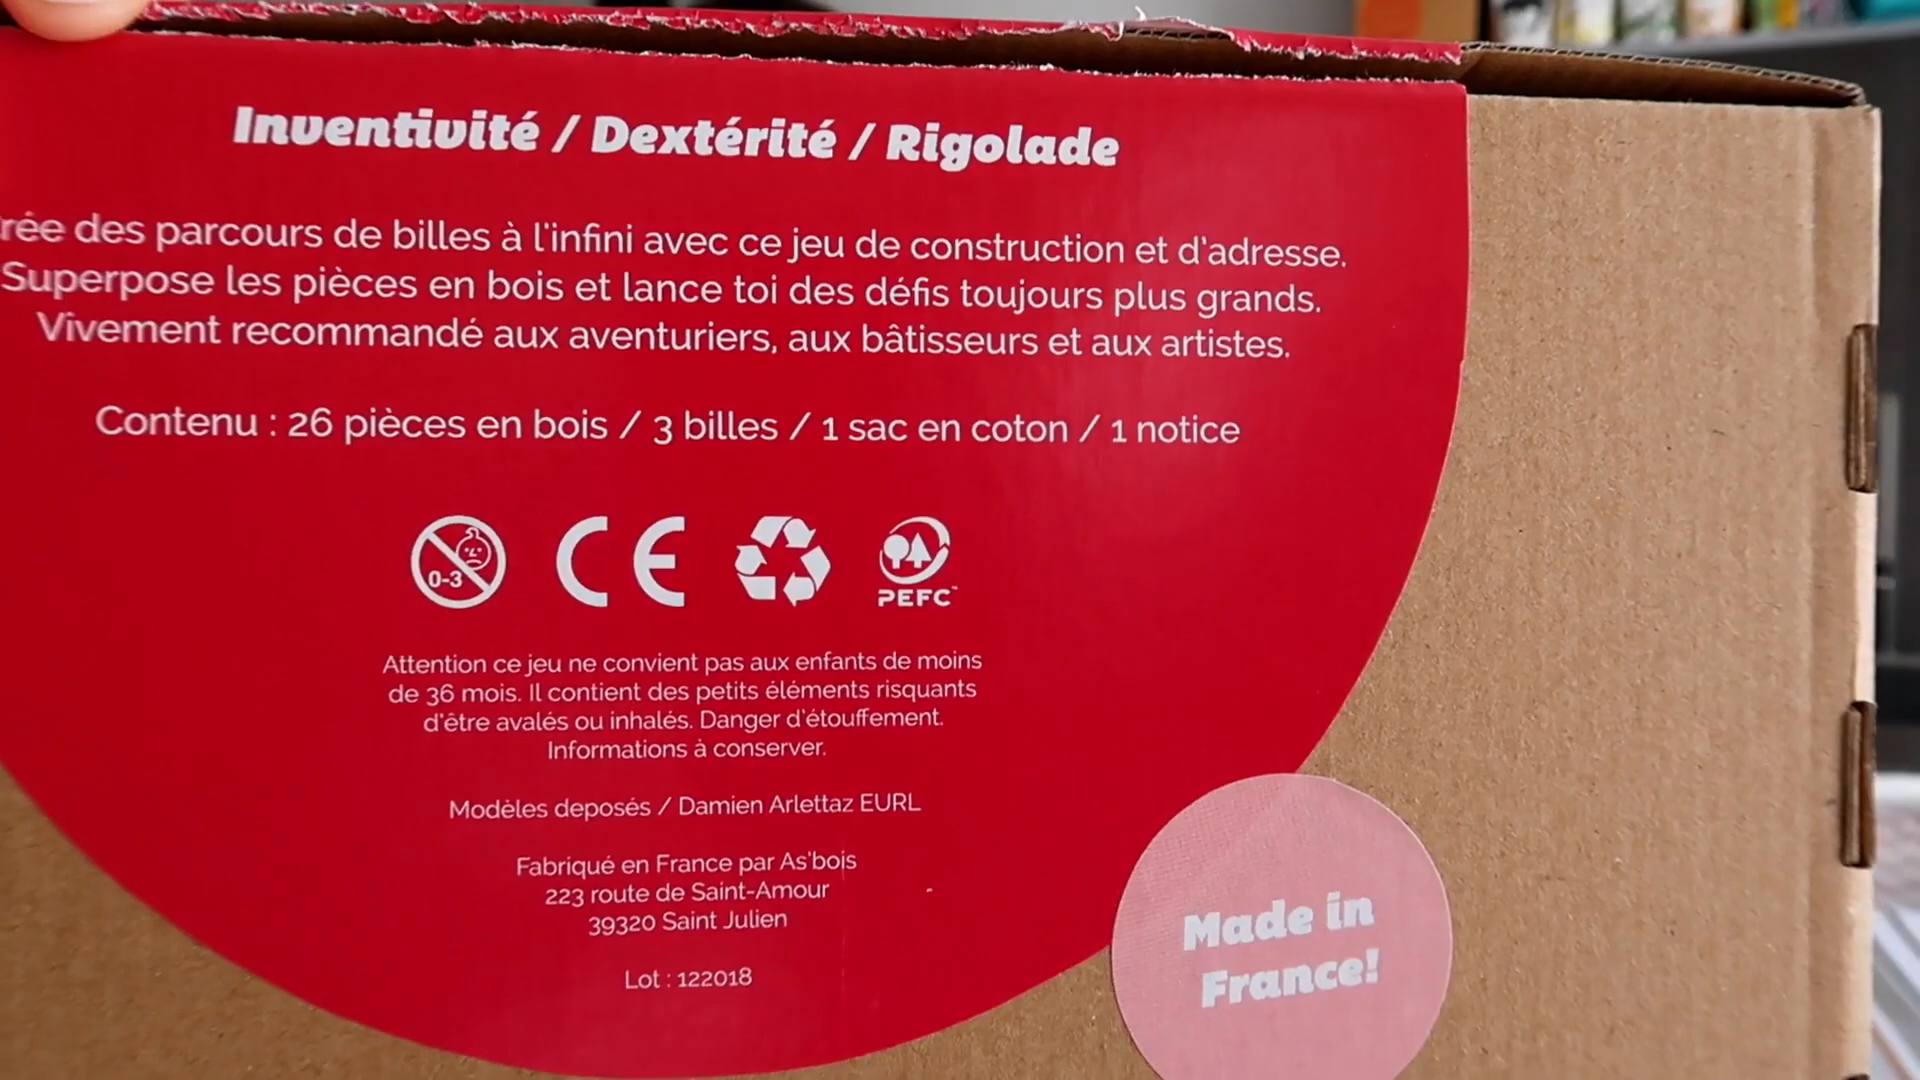 Inventivité / Dextérité / Rigolade
rée des parcours de billes à l'infini avec ce jeu de construction et d'adresse.
Superpose les pièces en bois et lance toi des défis toujours plus grands.
Vivement recommandé aux aventuriers, aux bâtisseurs et aux artistes.
Contenu : 26 pièces en bois / 3 billes / 1 sac en coton / 1 notice
0-3
CE
PEFC™
Attention ce jeu ne convient pas aux enfants de moins
de 36 mois. Il contient des petits éléments risquants
d'être avalés ou inhalés. Danger d'étouffement.
Informations à conserver.
Modèles deposés / Damien Arlettaz EURL
Fabriqué en France par As'bois
223 route de Saint-Amour
39320 Saint Julien
Lot : 122018
Made in
France!